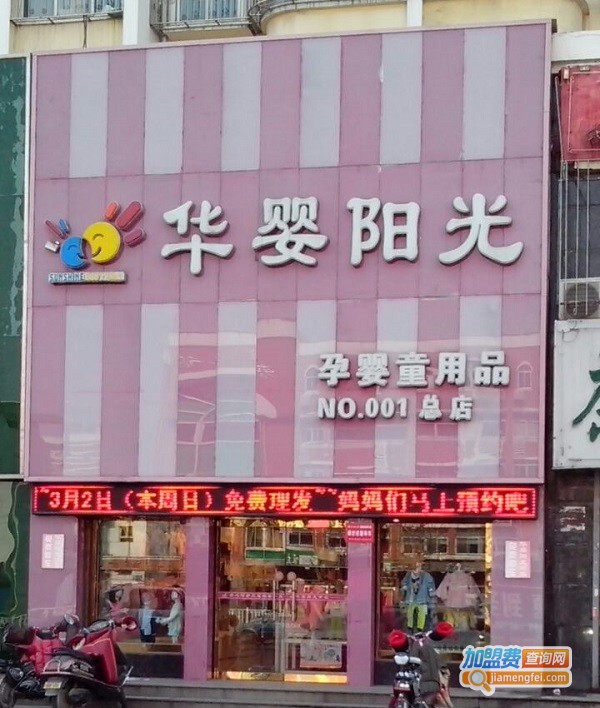 华婴阳光
SUNSHINE
孕婴童用品
NO.001 总店
~3月2日（本周日）免费理发~~妈妈们马上预约吧
加盟费查询网
jiamengfei.com